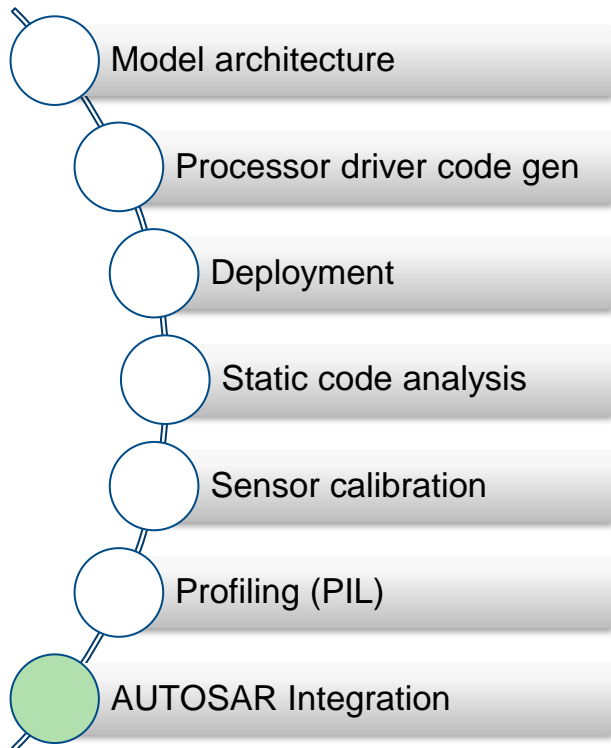 Model architecture
Processor driver code gen
Deployment
Static code analysis
Sensor calibration
Profiling (PIL)
AUTOSAR Integration